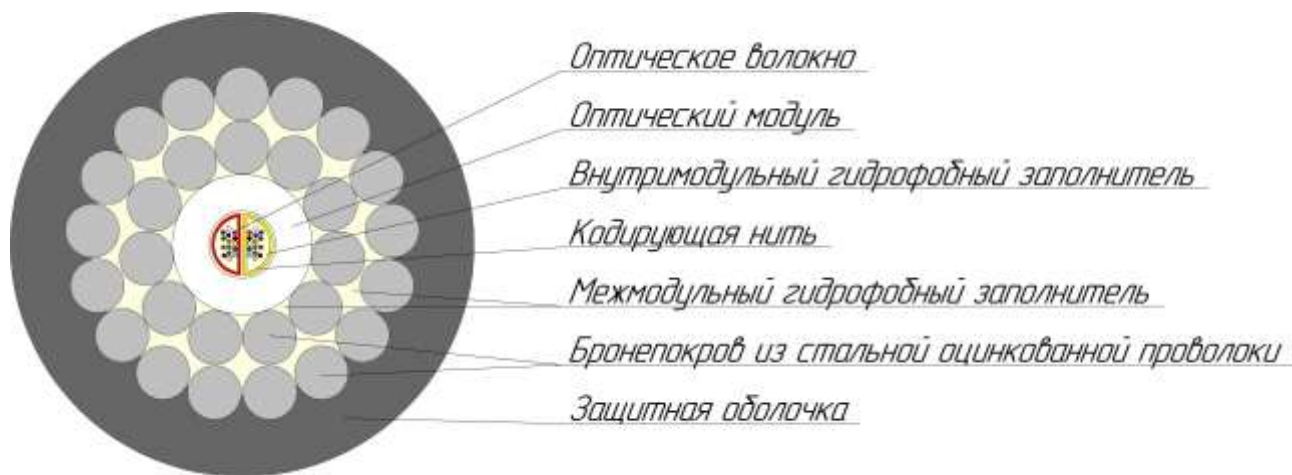 Оптическое волокно
Оптический модуль
Внутримодульный гидрофобный заполнитель
Кодирующая нить
Межмодульный гидрофобный заполнитель
Бронепокров из стальной оцинкованной проволоки
Защитная оболочка